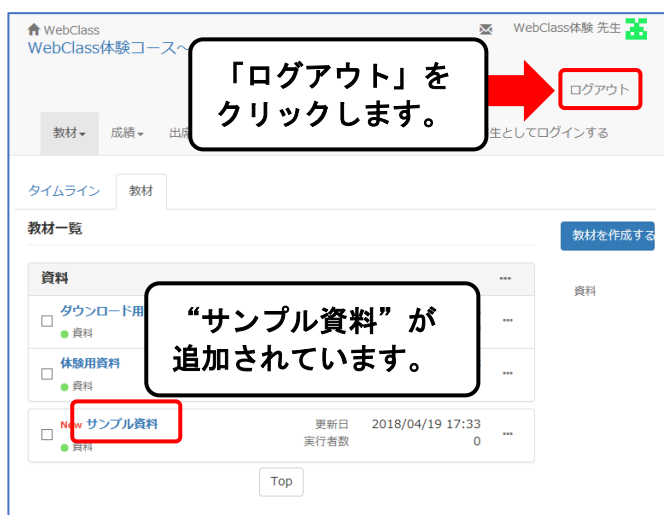 WebClass
WebClass体験 先生
WebClass体験コース～
「ログアウト」を
クリックします。
ログアウト
教材 成績 出席
生としてログインする
タイムライン 教材
教材一覧
教材を作成する
資料
資料
ダウンロード用
資料
“サンプル資料”が
追加されています。
体験用資料
資料
New サンプル資料
更新日 2018/04/19 17:33
資料
実行者数 0
Top